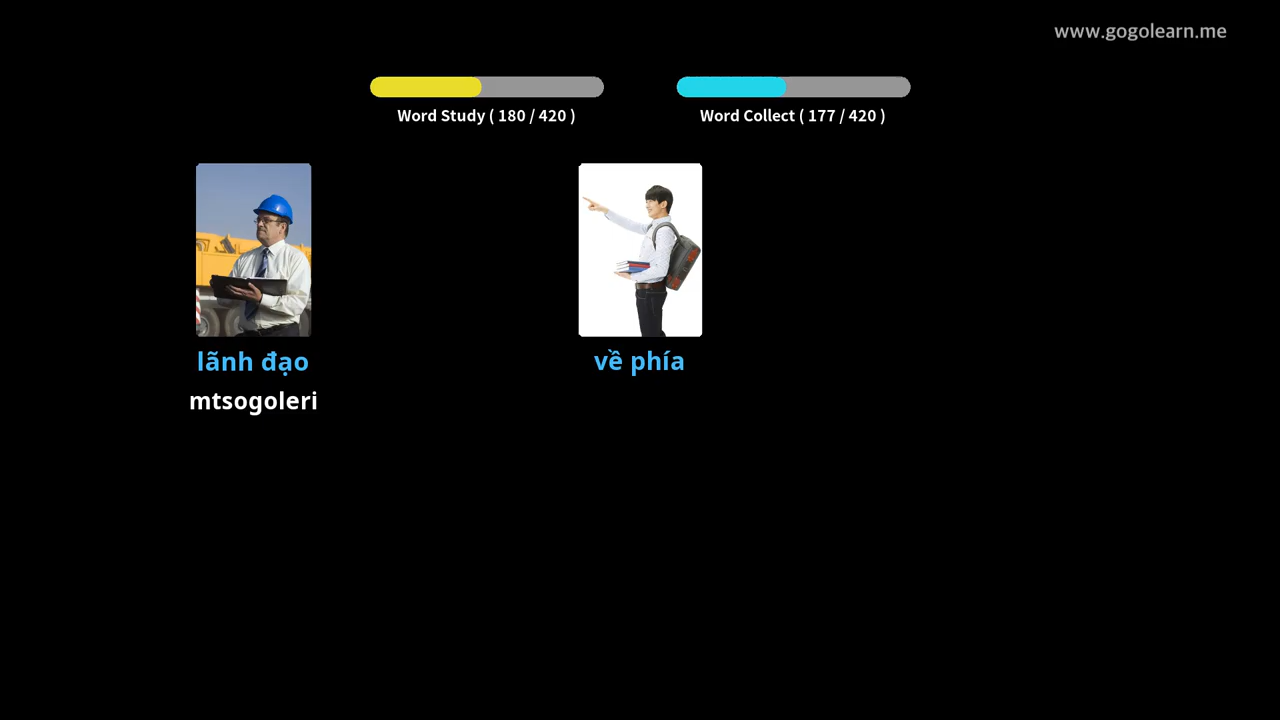 www.gogolearn.me
Word Study ( 180 / 420 )
Word Collect ( 177 / 420 )
lãnh đạo
mtsogoleri
về phía